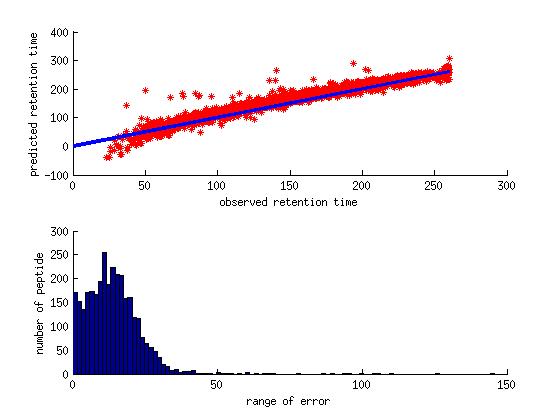 400
300
200
100
0
-100
predicted retention time
0 50 100 150 200 250 300
observed retention time
300
250
200
150
100
50
0
number of peptide
0 50 100 150
range of error